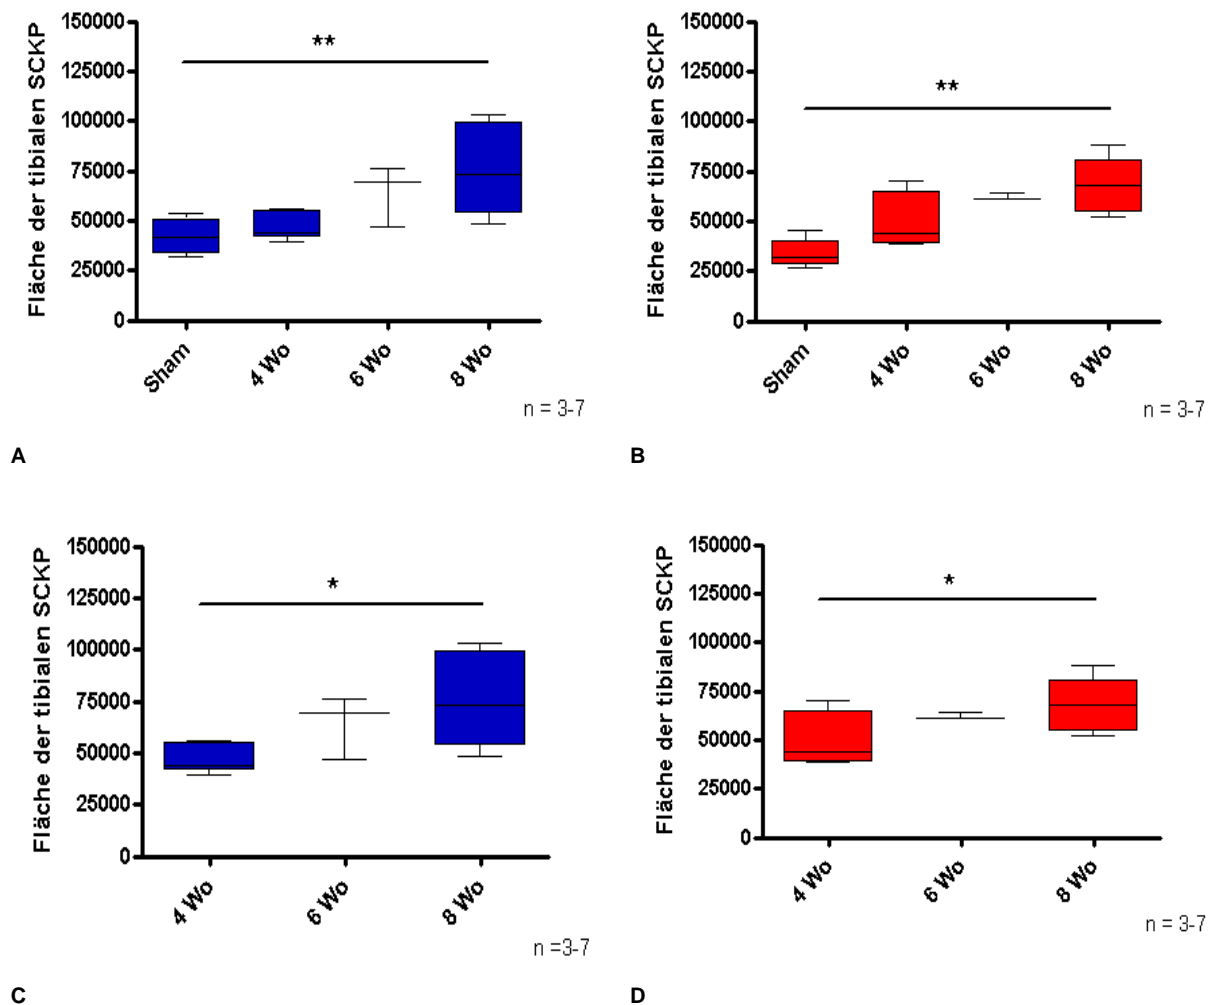 Fläche der tibialen SCKP
150000
125000
100000
75000
50000
25000
0
**
Sham
4 Wo
6 Wo
8 Wo
n = 3-7
A
Fläche der tibialen SCKP
150000
125000
100000
75000
50000
25000
0
**
Sham
4 Wo
6 Wo
8 Wo
n = 3-7
B
Fläche der tibialen SCKP
150000
125000
100000
75000
50000
25000
0
*
4 Wo
6 Wo
8 Wo
n =3-7
C
Fläche der tibialen SCKP
150000
125000
100000
75000
50000
25000
0
*
4 Wo
6 Wo
8 Wo
n = 3-7
D